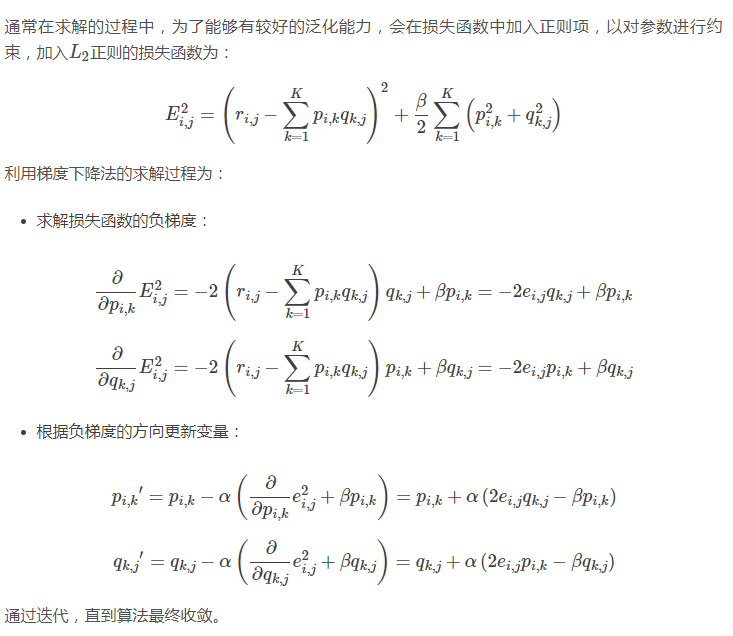 通常在求解的过程中，为了能够有较好的泛化能力，会在损失函数中加入正则项，以对参数进行约
束，加入$L_2$正则的损失函数为：
$E_{i,j}^2 = \left(r_{i,j} - \sum_{k=1}^{K} p_{i,k}q_{k,j}\right)^2 + \frac{\beta}{2}\sum_{k=1}^{K}\left(p_{i,k}^2 + q_{k,j}^2\right)$
利用梯度下降法的求解过程为：
• 求解损失函数的负梯度：
$\frac{\partial}{\partial p_{i,k}} E_{i,j}^2 = -2\left(r_{i,j} - \sum_{k=1}^{K} p_{i,k}q_{k,j}\right)q_{k,j} + \beta p_{i,k} = -2e_{i,j}q_{k,j} + \beta p_{i,k}$
$\frac{\partial}{\partial q_{k,j}} E_{i,j}^2 = -2\left(r_{i,j} - \sum_{k=1}^{K} p_{i,k}q_{k,j}\right)p_{i,k} + \beta q_{k,j} = -2e_{i,j}p_{i,k} + \beta q_{k,j}$
• 根据负梯度的方向更新变量：
$p_{i,k}{}' = p_{i,k} - \alpha\left(\frac{\partial}{\partial p_{i,k}} e_{i,j}^2 + \beta p_{i,k}\right) = p_{i,k} + \alpha\left(2e_{i,j}q_{k,j} - \beta p_{i,k}\right)$
$q_{k,j}{}' = q_{k,j} - \alpha\left(\frac{\partial}{\partial q_{k,j}} e_{i,j}^2 + \beta q_{k,j}\right) = q_{k,j} + \alpha\left(2e_{i,j}p_{i,k} - \beta q_{k,j}\right)$
通过迭代，直到算法最终收敛。